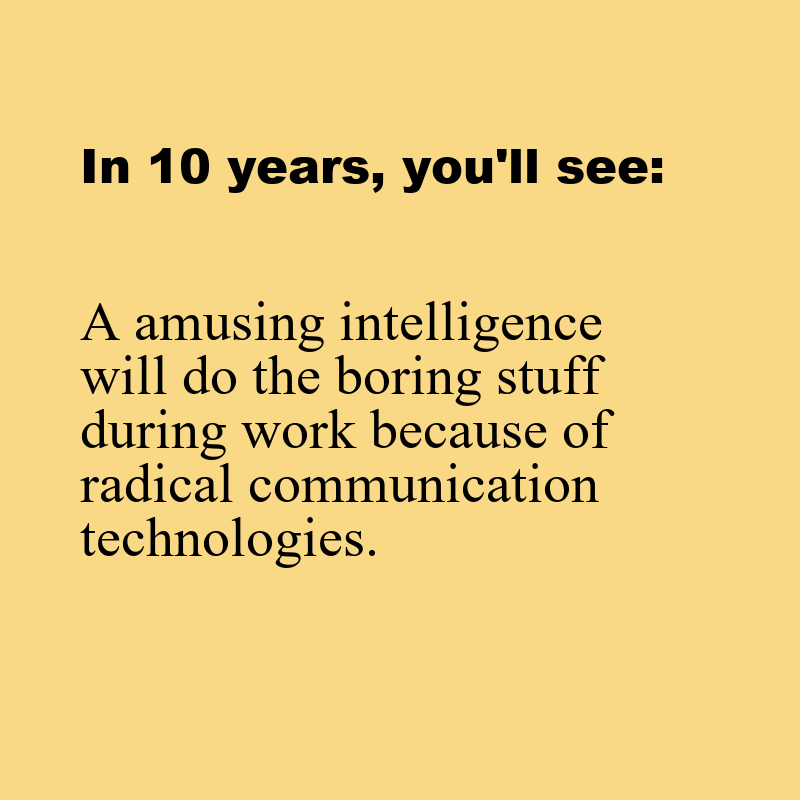 In 10 years, you'll see:
A amusing intelligence
will do the boring stuff
during work because of
radical communication
technologies.